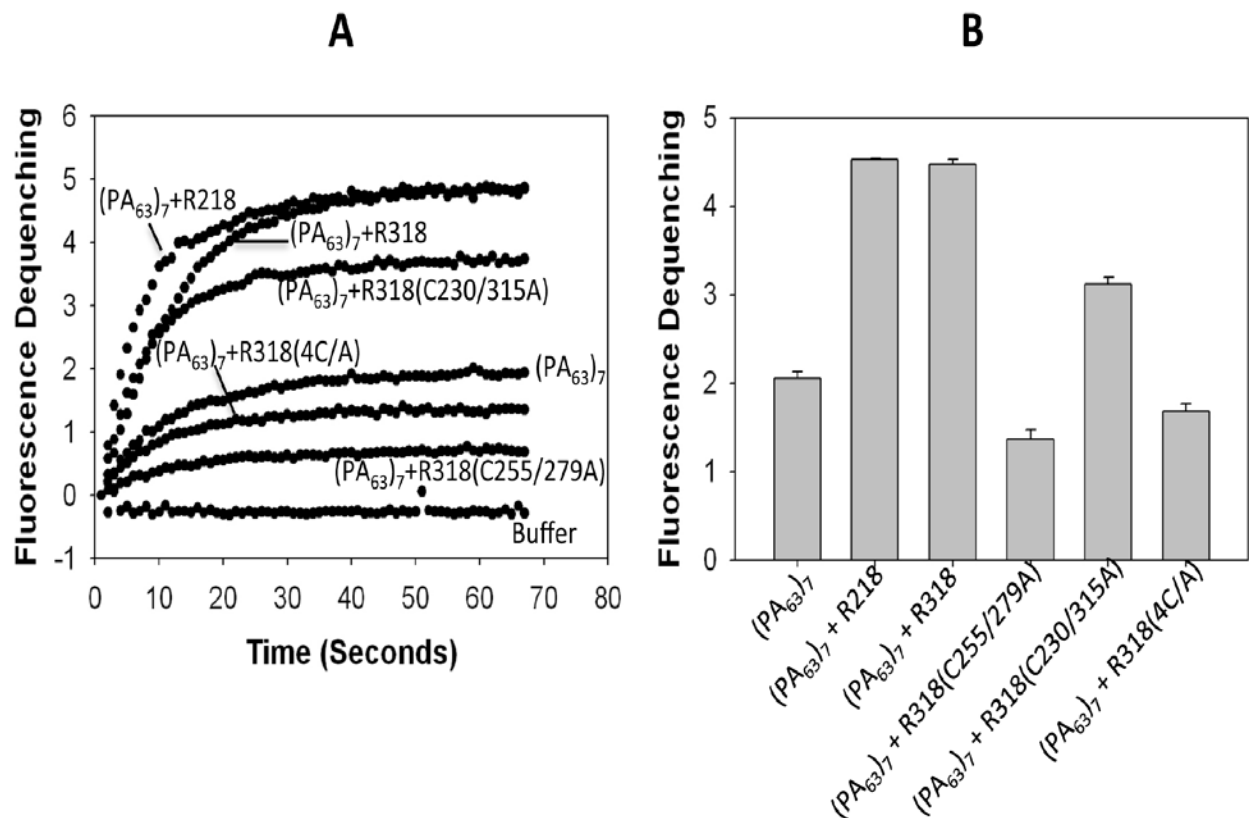 A
B
Fluorescence Dequenching
6
5
4
3
2
1
0
-1
(PA63)7+R218
(PA63)7+R318
(PA63)7+R318(C230/315A)
(PA63)7+R318(4C/A)
(PA63)7
(PA63)7+R318(C255/279A)
Buffer
0 10 20 30 40 50 60 70 80
Time (Seconds)
Fluorescence Dequenching
5
4
3
2
1
0
(PA63)7
(PA63)7 + R218
(PA63)7 + R318
(PA63)7 + R318(C255/279A)
(PA63)7 + R318(C230/315A)
(PA63)7 + R318(4C/A)